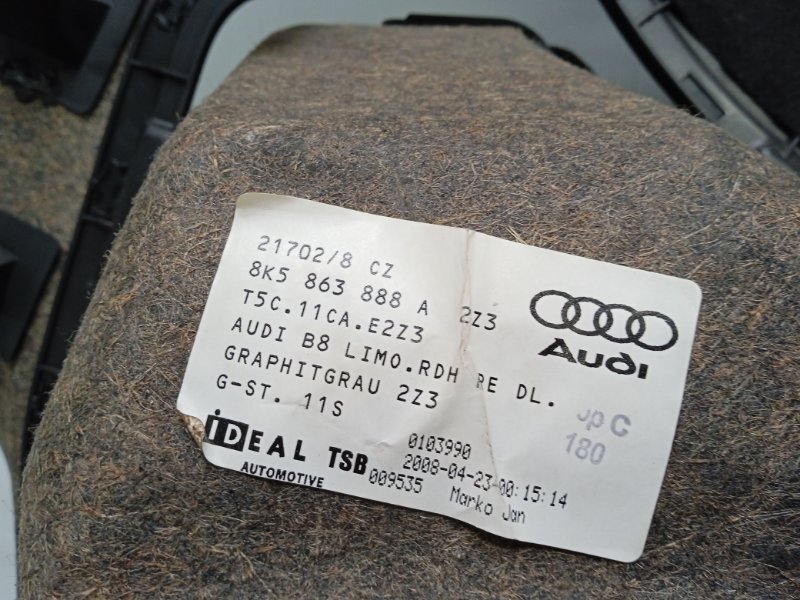 21702/8 CZ
8K5 863 888 A 2Z3
T5C.11CA.E2Z3
AUDI B8 LIMO.RDH RE DL.
GRAPHITGRAU 2Z3
G-ST. 11S
Audi
C
180
iDEAL TSB
AUTOMOTIVE
0103990
2008-04-23 00:15:14
009535 Marko Jan